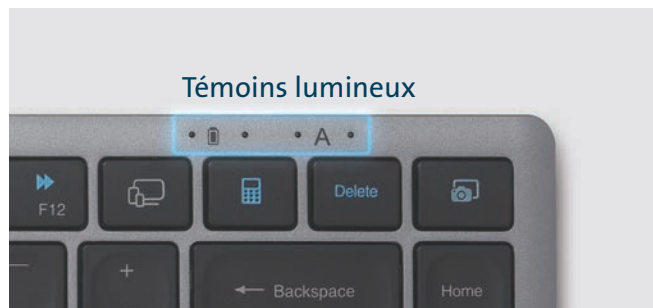 Témoins lumineux
A
F12
Delete
+
Backspace
Home